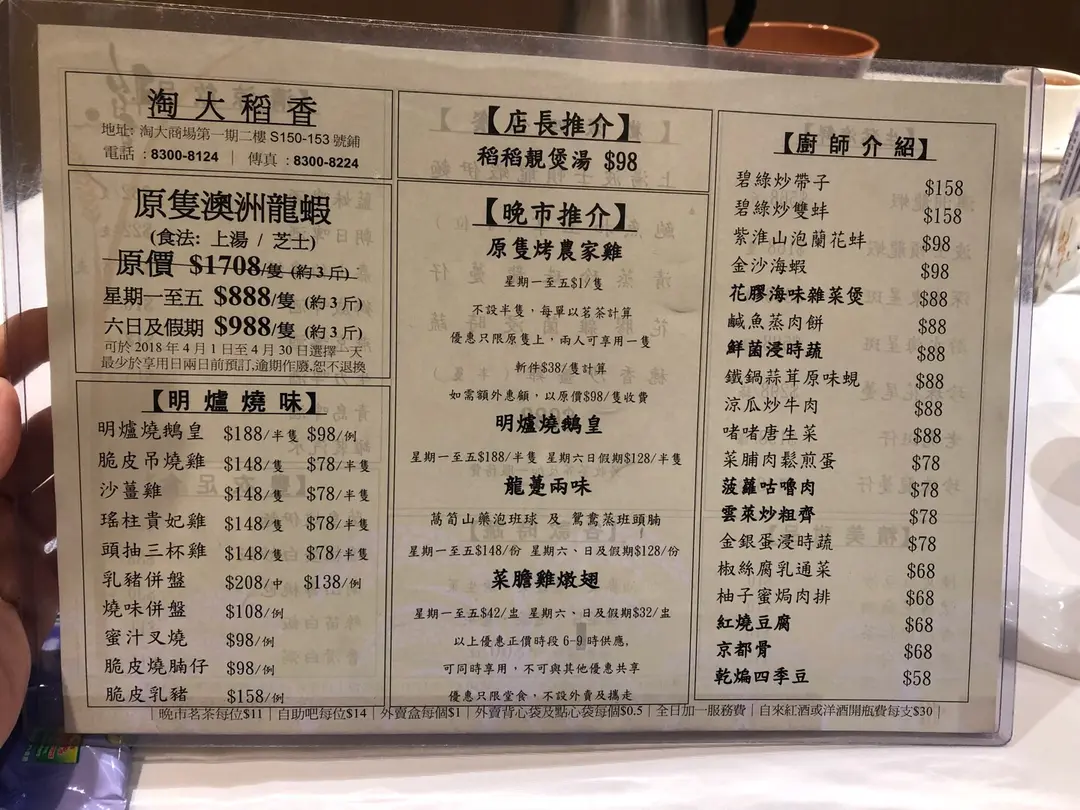 淘大稻香
地址: 淘大商場第一期二樓 S150-153 號鋪
電話 : 8300-8124 | 傳真 : 8300-8224
原隻澳洲龍蝦
(食法: 上湯 / 芝士)
原價 $1708/隻 (約3斤)
星期一至五 $888/隻 (約3斤)
六日及假期 $988/隻 (約3斤)
可於 2018 年 4 月 1 日至 4 月 30 日選擇一天
最少於享用日兩日前預訂,逾期作廢,恕不退換
【明爐燒味】
明爐燒鵝皇 $188/半隻 $98/例
脆皮吊燒雞 $148/隻 $78/半隻
沙薑雞 $148/隻 $78/半隻
瑤柱貴妃雞 $148/隻 $78/半隻
頭抽三杯雞 $148/隻 $78/半隻
乳豬併盤 $208/中 $138/例
燒味併盤 $108/例
蜜汁叉燒 $98/例
脆皮燒腩仔 $98/例
脆皮乳豬 $158/例
【店長推介】
稻稻靚煲湯 $98
【晚市推介】
原隻烤農家雞
星期一至五$1/隻
不設半隻，每單以茗茶計算
優惠只限原隻上，兩人可享用一隻
斬件$38/隻計算
如需額外惠顧，以原價$98/隻收費
明爐燒鵝皇
星期一至五$188/半隻 星期六日假期$128/半隻
龍躉兩味
萵筍山藥泡班球 及 鴛鴦蒸班頭腩
星期一至五$148/份 星期六、日及假期$128/份
菜膽雞燉翅
星期一至五$42/盅 星期六、日及假期$32/盅
以上優惠正價時段 6-9 時供應,
可同時享用，不可與其他優惠共享
優惠只限堂食，不設外賣及攜走
【廚師介紹】
碧綠炒帶子 $158
碧綠炒雙蚌 $158
紫淮山泡蘭花蚌 $98
金沙海蝦 $98
花膠海味雜菜煲 $88
鹹魚蒸肉餅 $88
鮮菌浸時蔬 $88
鐵鍋蒜茸原味蜆 $88
涼瓜炒牛肉 $88
啫啫唐生菜 $88
菜脯肉鬆煎蛋 $78
菠蘿咕嚕肉 $78
雲菜炒粗齊 $78
金銀蛋浸時蔬 $78
椒絲腐乳通菜 $68
柚子蜜焗肉排 $68
紅燒豆腐 $68
京都骨 $68
乾煸四季豆 $58
| 晚市茗茶每位$11 | 自助吧每位$14 | 外賣盒每個$1 | 外賣背心袋及點心袋每個$0.5 | 全日加一服務費 | 自來紅酒或洋酒開瓶費每支$30 |